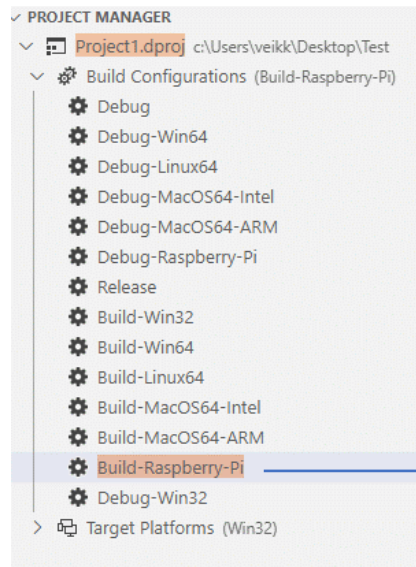 PROJECT MANAGER
Project1.dproj c:\Users\veikk\Desktop\Test
Build Configurations (Build-Raspberry-Pi)
Debug
Debug-Win64
Debug-Linux64
Debug-MacOS64-Intel
Debug-MacOS64-ARM
Debug-Raspberry-Pi
Release
Build-Win32
Build-Win64
Build-Linux64
Build-MacOS64-Intel
Build-MacOS64-ARM
Build-Raspberry-Pi
Debug-Win32
Target Platforms (Win32)